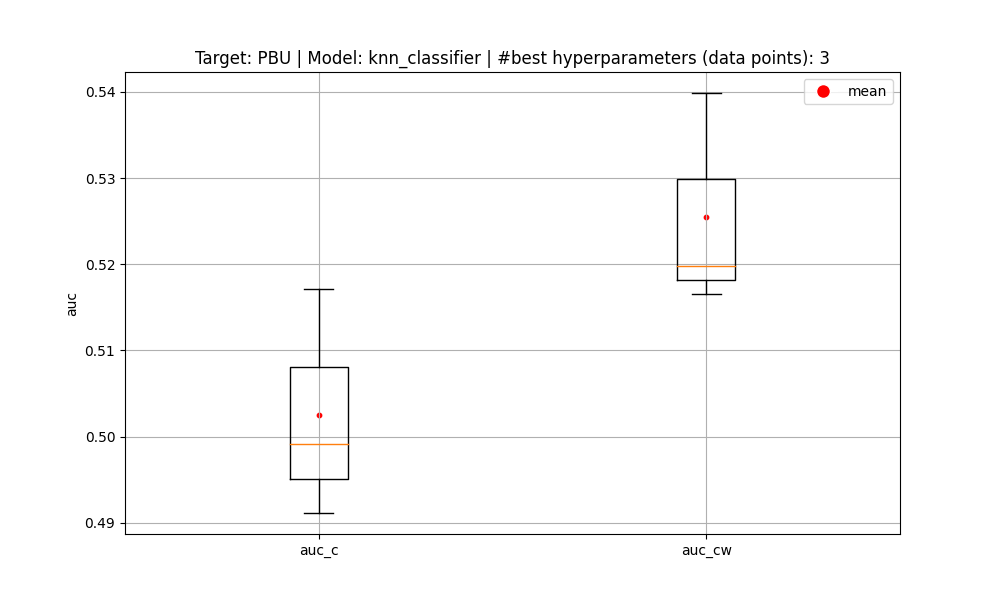 Target: PBU | Model: knn_classifier | #best hyperparameters (data points): 3
mean
0.54
0.53
0.52
0.51
0.50
0.49
auc
auc_c
auc_cw